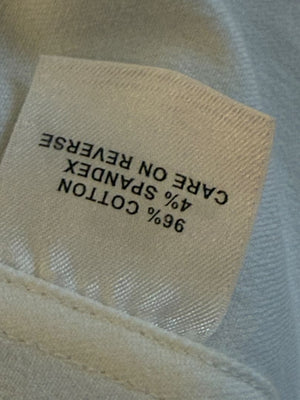 96% COTTON
4% SPANDEX
CARE ON REVERSE